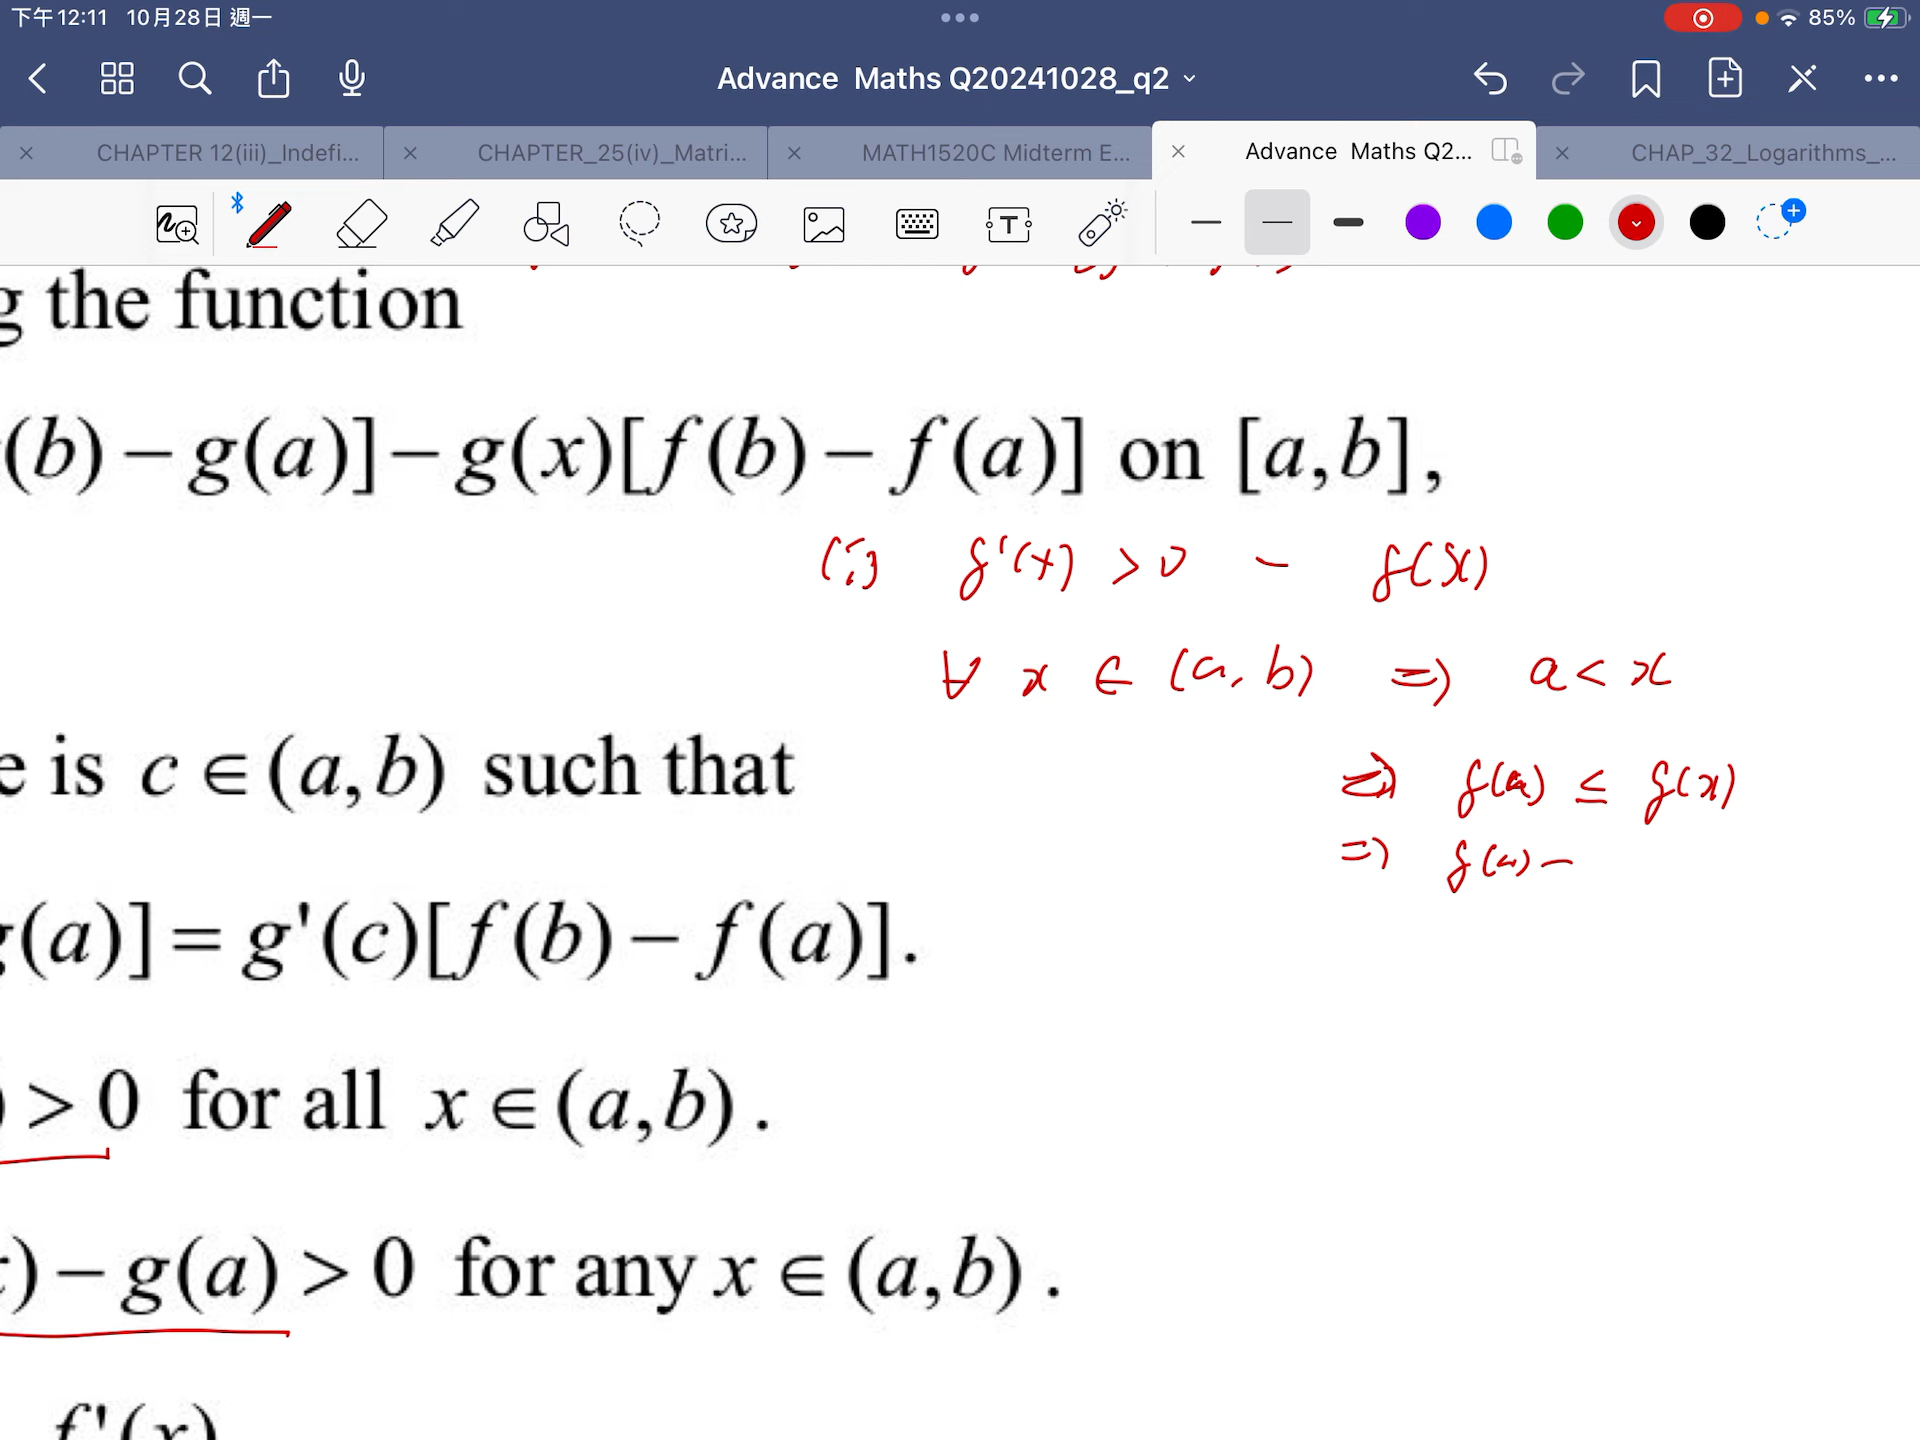 下午12:11 10月28日 週一
85%
Advance Maths Q20241028_q2
CHAPTER 12(iii)_Indefi...
CHAPTER_25(iv)_Matri...
MATH1520C Midterm E...
Advance Maths Q2...
CHAP_32_Logarithms_...
g the function
(b) − g(a)] − g(x)[f(b) − f(a)] on [a,b],
(i) g'(x) > 0 − g(x)
∀ x ∈ (a, b) ⇒ a < x
⇒ g(a) ≤ g(x)
e is c ∈ (a,b) such that
⇒ g(a) −
(a)] = g'(c)[f(b) − f(a)].
) > 0 for all x ∈ (a,b).
) − g(a) > 0 for any x ∈ (a,b).
f'(x)